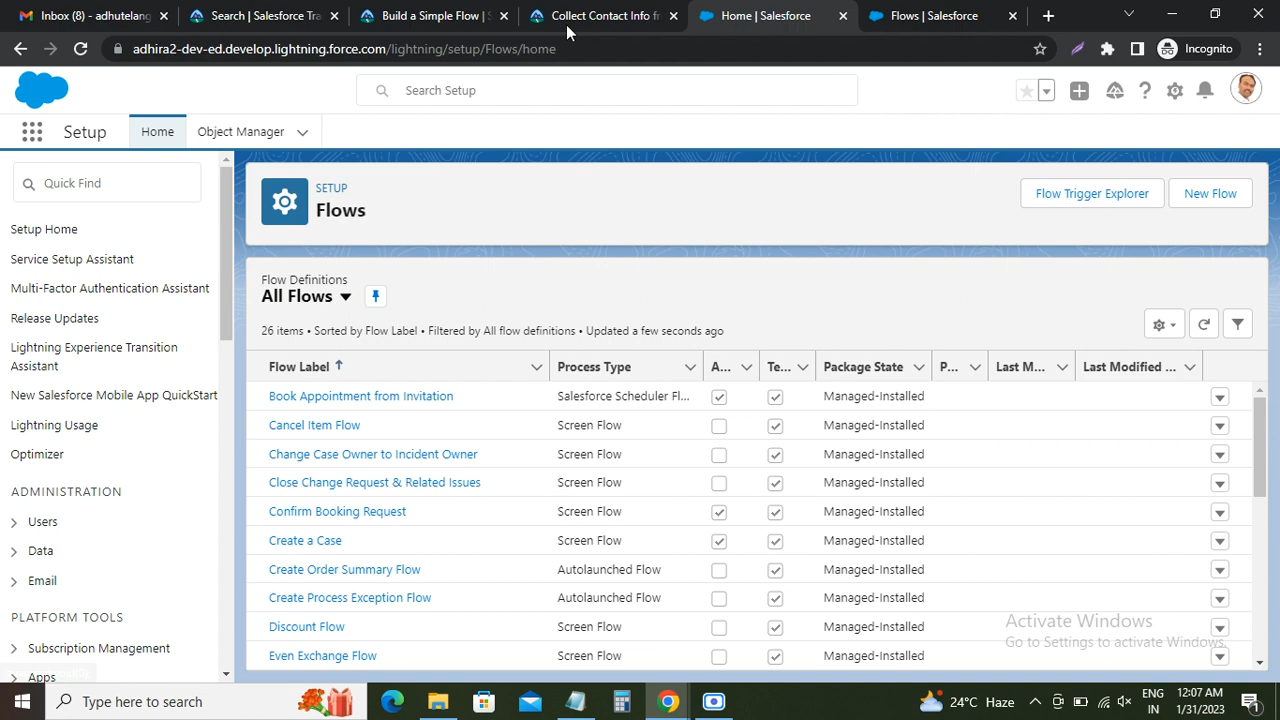 Inbox (8) - adhutelang
Search | Salesforce Tra
Build a Simple Flow | S
Collect Contact Info fr
Home | Salesforce
Flows | Salesforce
adhira2-dev-ed.develop.lightning.force.com/lightning/setup/Flows/home
Incognito
Search Setup
Setup
Home
Object Manager
Quick Find
Setup Home
Service Setup Assistant
Multi-Factor Authentication Assistant
Release Updates
Lightning Experience Transition
Assistant
New Salesforce Mobile App QuickStart
Lightning Usage
Optimizer
ADMINISTRATION
Users
Data
Email
PLATFORM TOOLS
Subscription Management
Apps
SETUP
Flows
Flow Trigger Explorer
New Flow
Flow Definitions
All Flows
26 items • Sorted by Flow Label • Filtered by All flow definitions • Updated a few seconds ago
Flow Label Process Type A... Te... Package State P... Last M... Last Modified ...
Book Appointment from Invitation Salesforce Scheduler Fl... Managed-Installed
Cancel Item Flow Screen Flow Managed-Installed
Change Case Owner to Incident Owner Screen Flow Managed-Installed
Close Change Request & Related Issues Screen Flow Managed-Installed
Confirm Booking Request Screen Flow Managed-Installed
Create a Case Screen Flow Managed-Installed
Create Order Summary Flow Autolaunched Flow Managed-Installed
Create Process Exception Flow Autolaunched Flow Managed-Installed
Discount Flow Screen Flow Managed-Installed
Even Exchange Flow Screen Flow Managed-Installed
Activate Windows
Go to Settings to activate Windows.
Type here to search
24°C Haze
ENG
IN
12:07 AM
1/31/2023
1